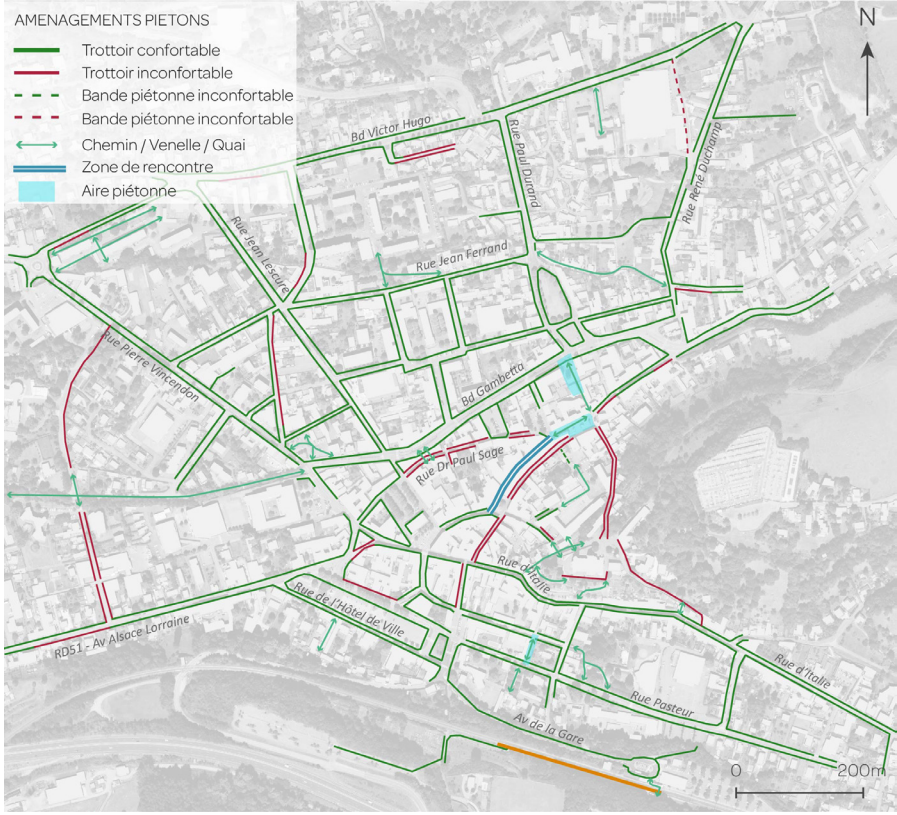 AMENAGEMENTS PIETONS
Trottoir confortable
Trottoir inconfortable
Bande piétonne inconfortable
Bande piétonne inconfortable
Chemin / Venelle / Quai
Zone de rencontre
Aire piétonne
N
Bd Victor Hugo
Rue Paul Durand
Rue René Duchamp
Rue Jean Lescure
Rue Jean Ferrand
Rue Pierre Vincendon
Bd Gambetta
Rue Dr Paul Sage
Rue d'Italie
Rue de l'Hôtel de Ville
RD51 - Av Alsace Lorraine
Rue d'Italie
Rue Pasteur
Av de la Gare
0 200m